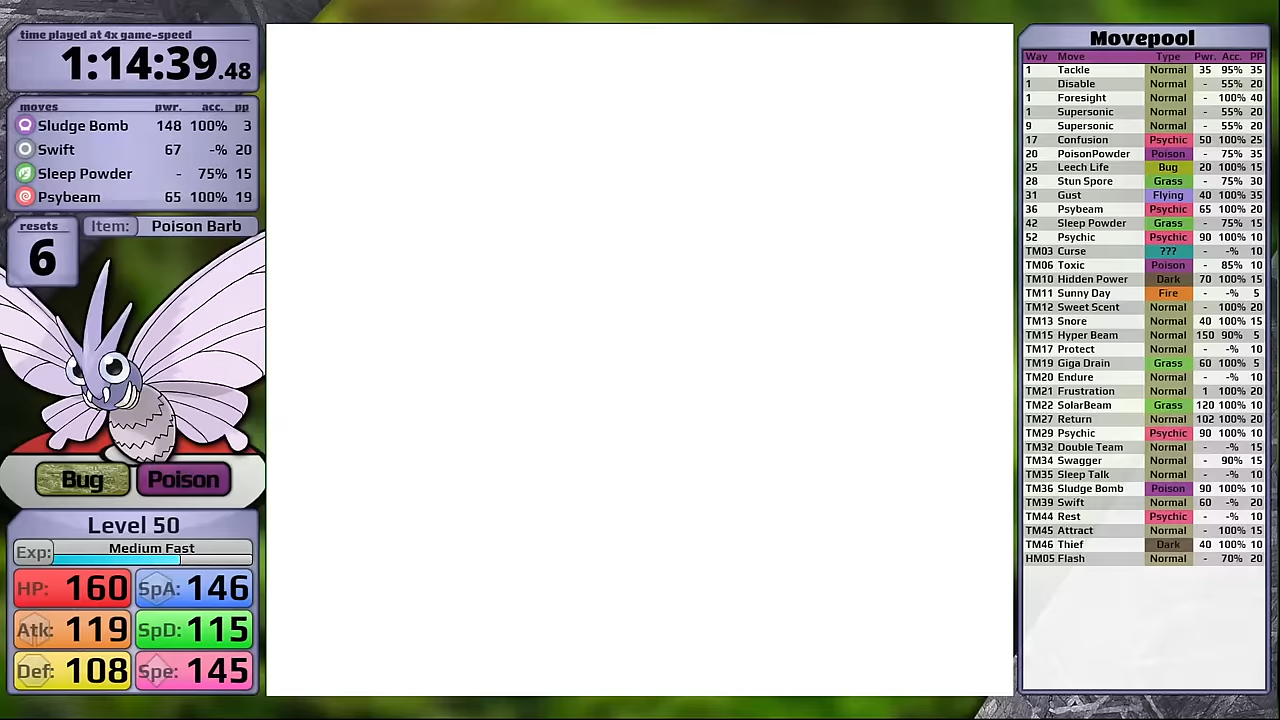 time played at 4x game-speed
1:14:39.48
moves pwr. acc. pp
Sludge Bomb 148 100% 3
Swift 67 -% 20
Sleep Powder - 75% 15
Psybeam 65 100% 19
resets
6
Item: Poison Barb
Bug Poison
Level 50
Exp: Medium Fast
HP: 160 SpA: 146
Atk: 119 SpD: 115
Def: 108 Spe: 145
Movepool
Way Move Type Pwr. Acc. PP
1 Tackle Normal 35 95% 35
1 Disable Normal - 55% 20
1 Foresight Normal - 100% 40
1 Supersonic Normal - 55% 20
9 Supersonic Normal - 55% 20
17 Confusion Psychic 50 100% 25
20 PoisonPowder Poison - 75% 35
25 Leech Life Bug 20 100% 15
28 Stun Spore Grass - 75% 30
31 Gust Flying 40 100% 35
36 Psybeam Psychic 65 100% 20
42 Sleep Powder Grass - 75% 15
52 Psychic Psychic 90 100% 10
TM03 Curse ??? - -% 10
TM06 Toxic Poison - 85% 10
TM10 Hidden Power Dark 70 100% 15
TM11 Sunny Day Fire - -% 5
TM12 Sweet Scent Normal - 100% 20
TM13 Snore Normal 40 100% 15
TM15 Hyper Beam Normal 150 90% 5
TM17 Protect Normal - -% 10
TM19 Giga Drain Grass 60 100% 5
TM20 Endure Normal - -% 10
TM21 Frustration Normal 1 100% 20
TM22 SolarBeam Grass 120 100% 10
TM27 Return Normal 102 100% 20
TM29 Psychic Psychic 90 100% 10
TM32 Double Team Normal - -% 15
TM34 Swagger Normal - 90% 15
TM35 Sleep Talk Normal - -% 10
TM36 Sludge Bomb Poison 90 100% 10
TM39 Swift Normal 60 -% 20
TM44 Rest Psychic - -% 10
TM45 Attract Normal - 100% 15
TM46 Thief Dark 40 100% 10
HM05 Flash Normal - 70% 20